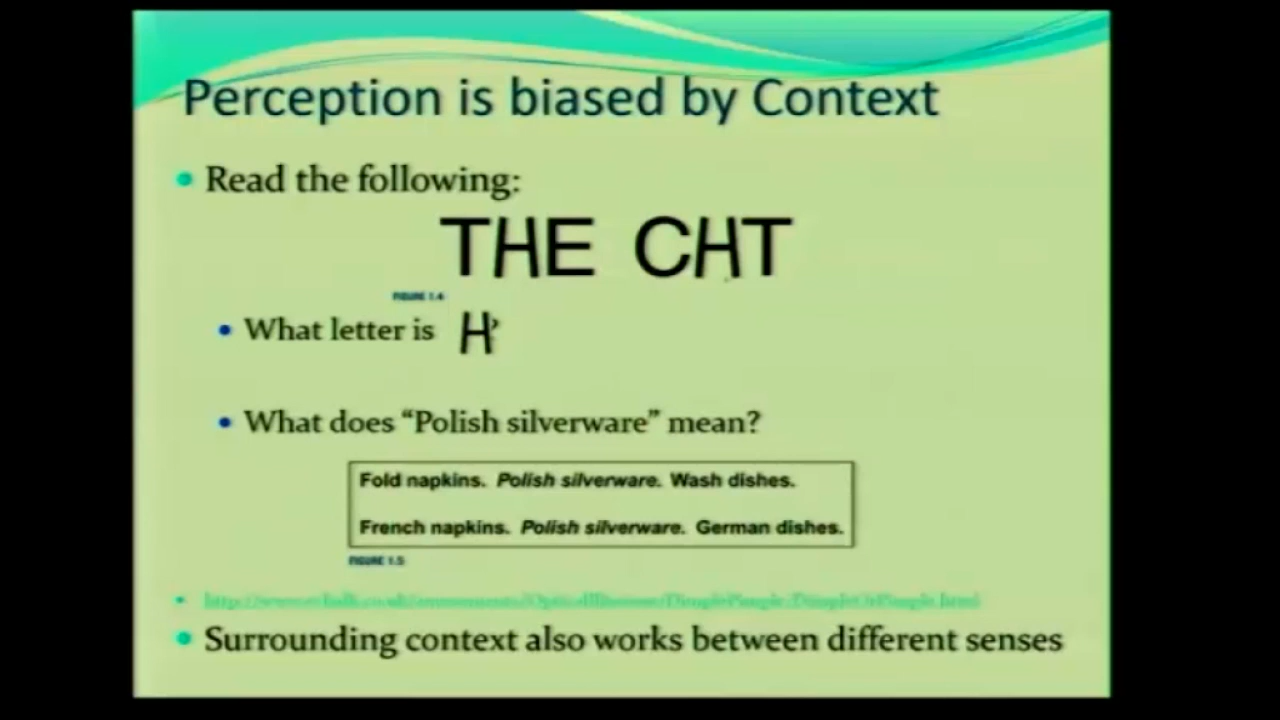 Perception is biased by Context
• Read the following:
THE CHT
FIGURE 1.4
• What letter is H?
• What does “Polish silverware” mean?
Fold napkins. Polish silverware. Wash dishes.
French napkins. Polish silverware. German dishes.
FIGURE 1.5
• Surrounding context also works between different senses